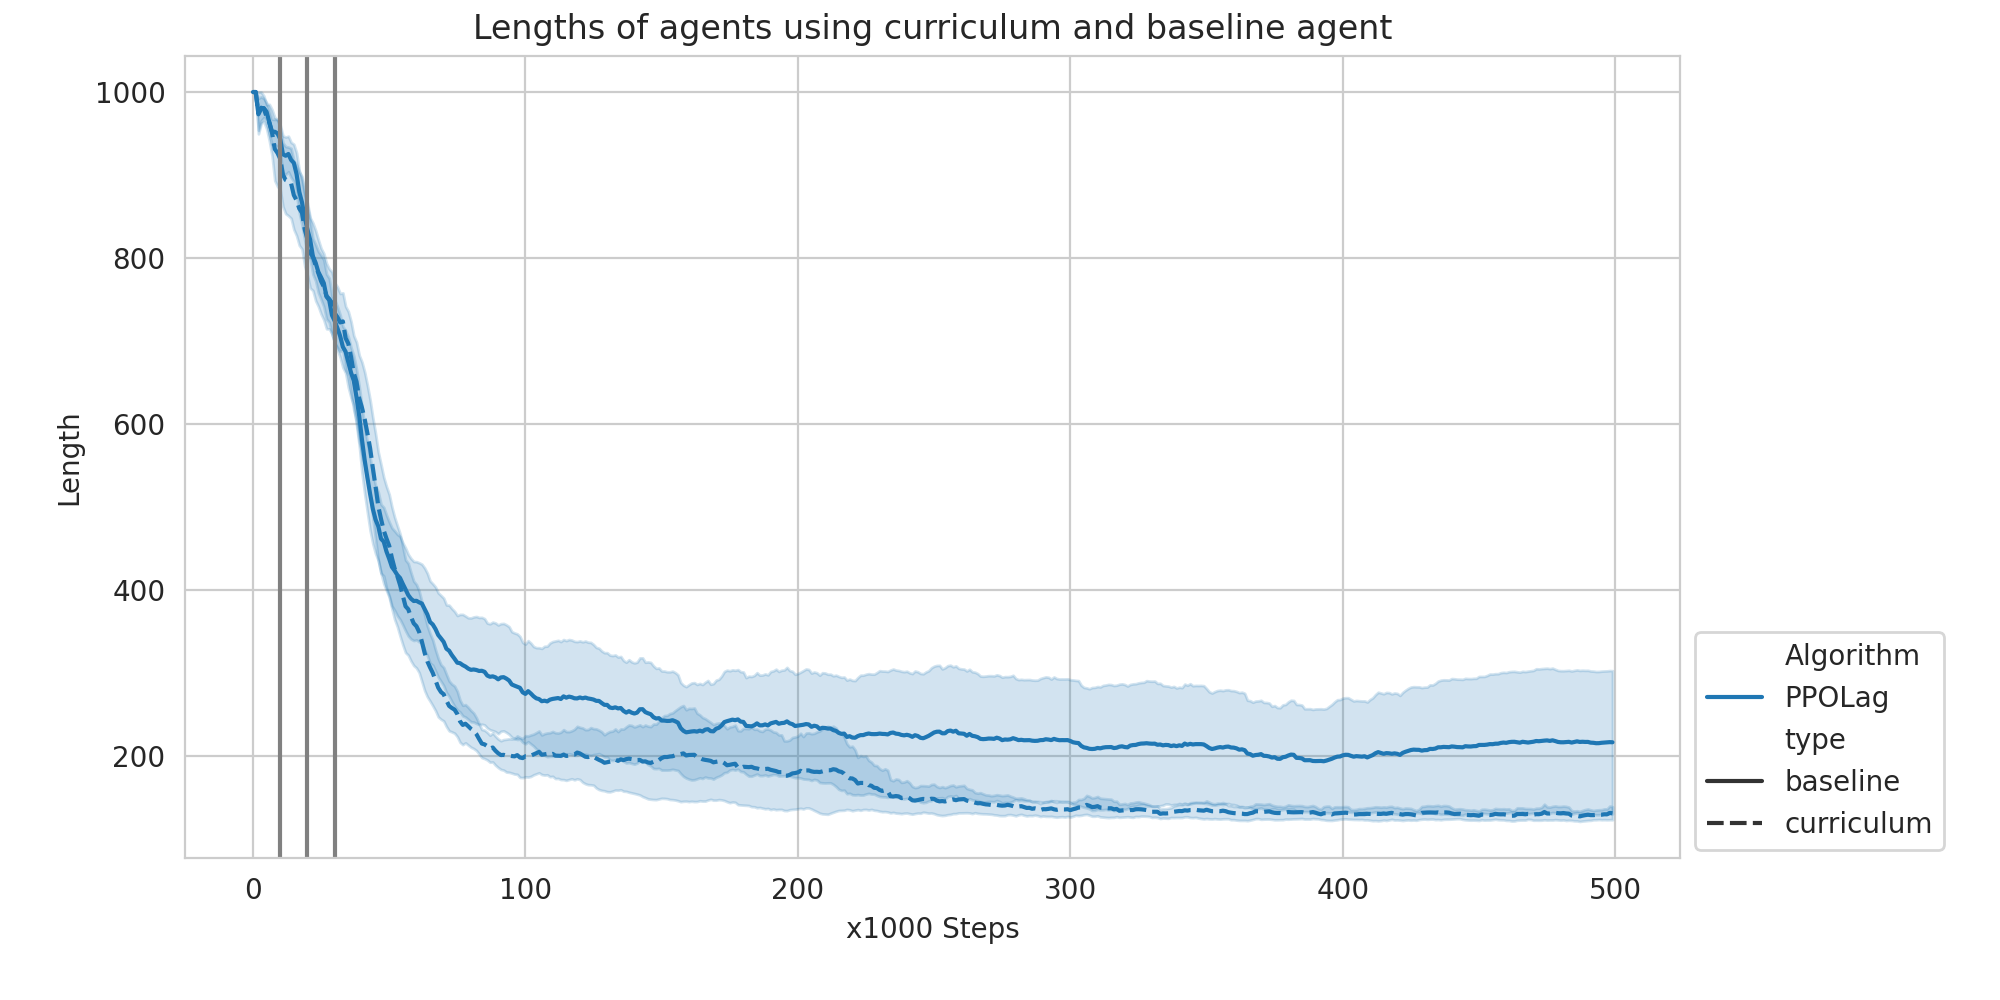 Lengths of agents using curriculum and baseline agent
1000
800
600
400
200
Length
0 100 200 300 400 500
x1000 Steps
Algorithm
PPOLag
type
baseline
curriculum